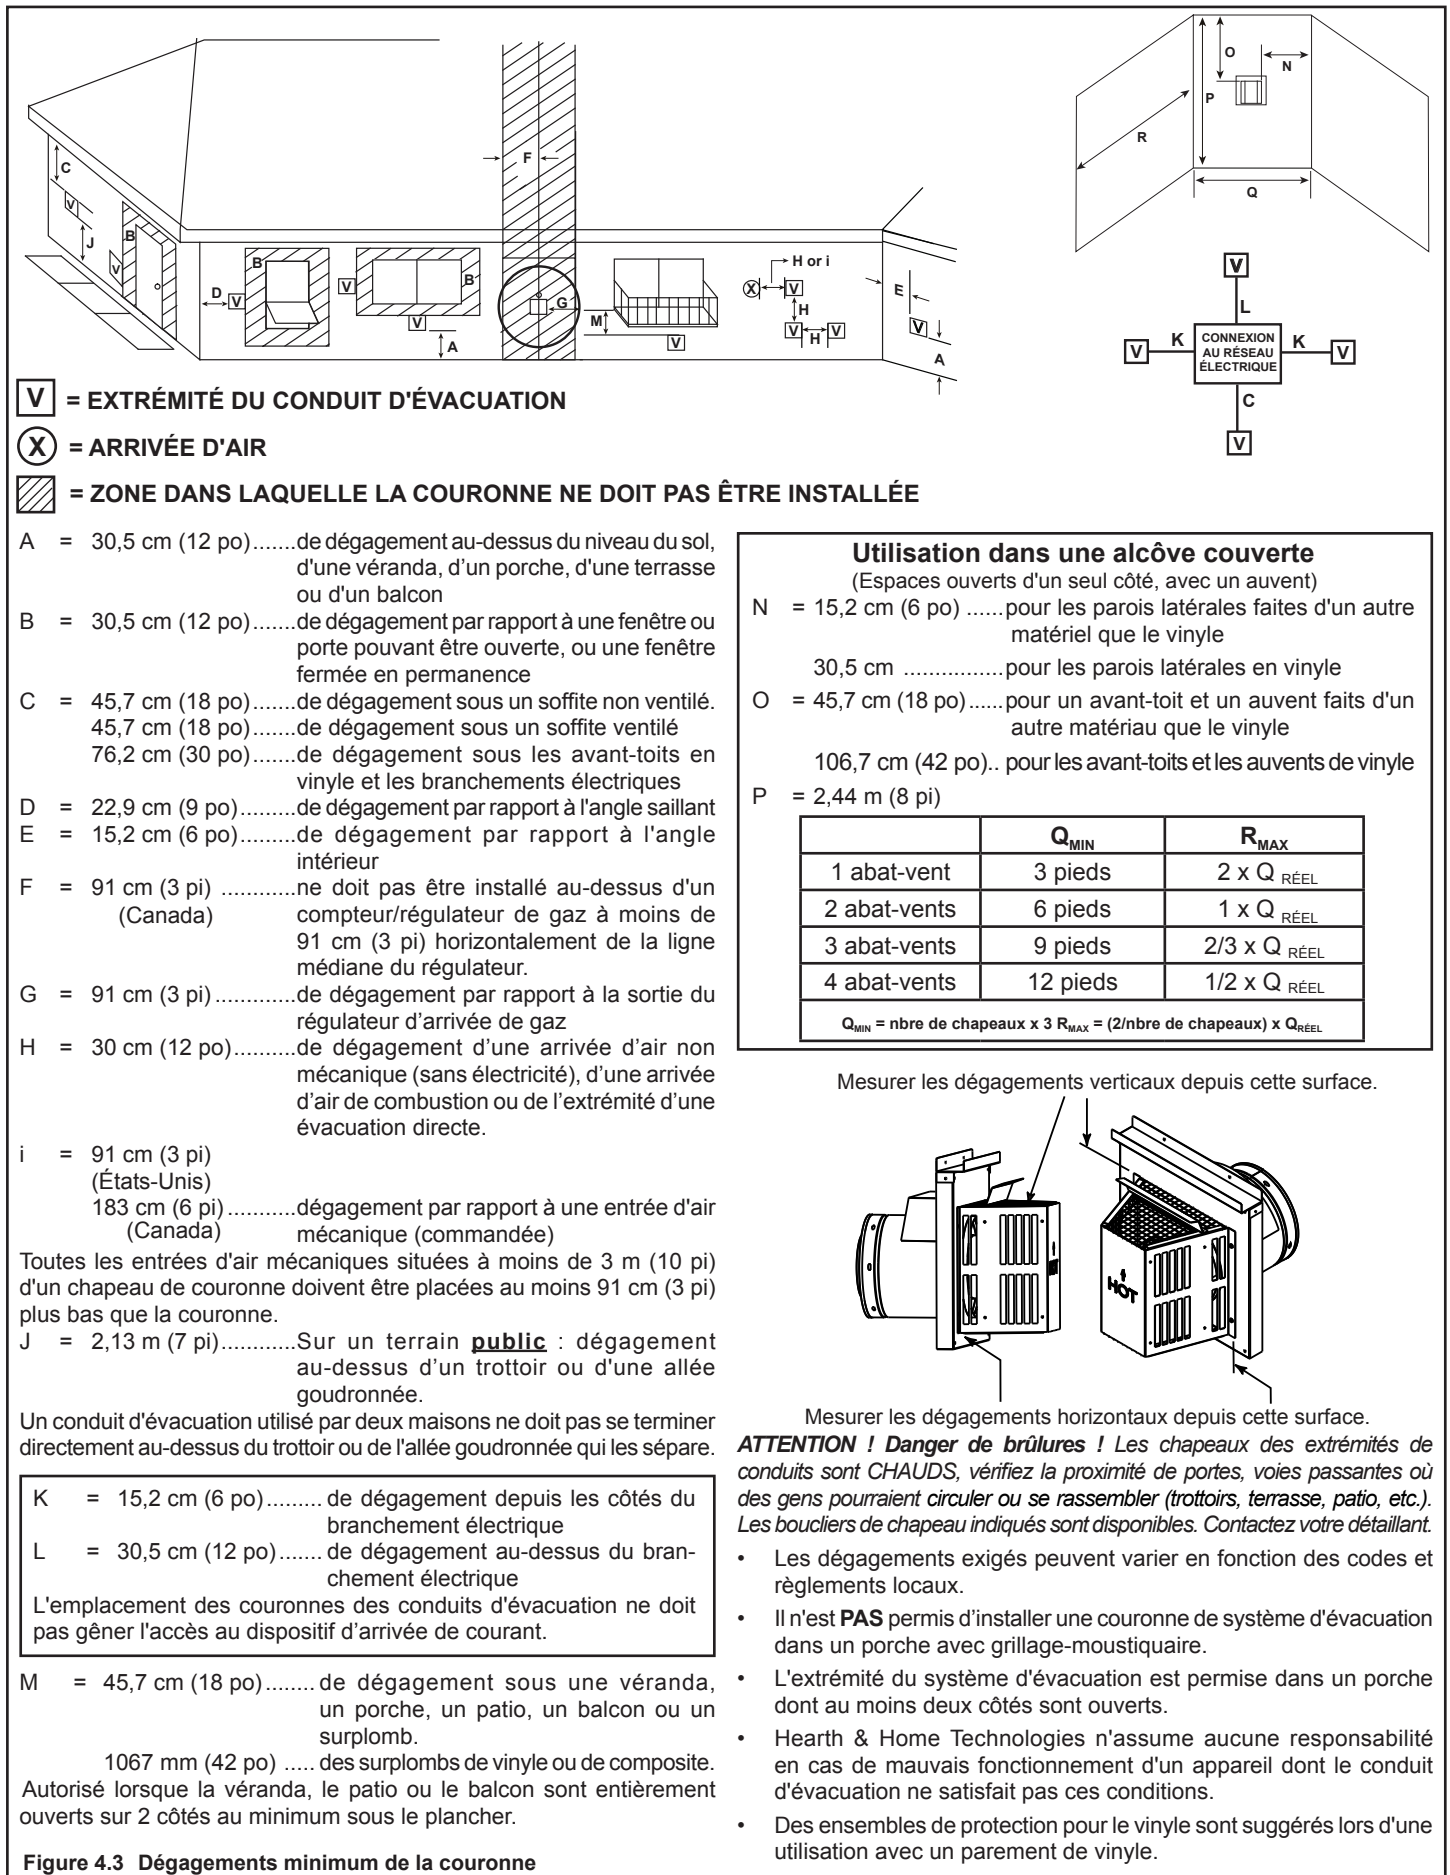 C
V
J
V
B
D
V
B
V
B
V
A
F
G
M
V
H or i
X
V
H
V
V
H
E
V
A
O
N
P
R
Q
V
L
K
K
V
CONNEXION
AU RÉSEAU
ÉLECTRIQUE
V
C
V
V = EXTRÉMITÉ DU CONDUIT D'ÉVACUATION
X = ARRIVÉE D'AIR
= ZONE DANS LAQUELLE LA COURONNE NE DOIT PAS ÊTRE INSTALLÉE
A = 30,5 cm (12 po).......de dégagement au-dessus du niveau du sol,
d'une véranda, d’un porche, d'une terrasse
ou d'un balcon
B = 30,5 cm (12 po).......de dégagement par rapport à une fenêtre ou
porte pouvant être ouverte, ou une fenêtre
fermée en permanence
C = 45,7 cm (18 po).......de dégagement sous un soffite non ventilé.
45,7 cm (18 po).......de dégagement sous un soffite ventilé
76,2 cm (30 po).......de dégagement sous les avant-toits en
vinyle et les branchements électriques
D = 22,9 cm (9 po).........de dégagement par rapport à l'angle saillant
E = 15,2 cm (6 po).........de dégagement par rapport à l'angle
intérieur
F = 91 cm (3 pi) ............ne doit pas être installé au-dessus d'un
(Canada) compteur/régulateur de gaz à moins de
91 cm (3 pi) horizontalement de la ligne
médiane du régulateur.
G = 91 cm (3 pi).............de dégagement par rapport à la sortie du
régulateur d’arrivée de gaz
H = 30 cm (12 po)..........de dégagement d’une arrivée d’air non
mécanique (sans électricité), d’une arrivée
d’air de combustion ou de l’extrémité d’une
évacuation directe.
i = 91 cm (3 pi)
(États-Unis)
183 cm (6 pi)...........dégagement par rapport à une entrée d'air
(Canada) mécanique (commandée)
Toutes les entrées d'air mécaniques situées à moins de 3 m (10 pi)
d'un chapeau de couronne doivent être placées au moins 91 cm (3 pi)
plus bas que la couronne.
J = 2,13 m (7 pi)............Sur un terrain public : dégagement
au-dessus d’un trottoir ou d'une allée
goudronnée.
Un conduit d'évacuation utilisé par deux maisons ne doit pas se terminer
directement au-dessus du trottoir ou de l'allée goudronnée qui les sépare.
K = 15,2 cm (6 po)......... de dégagement depuis les côtés du
branchement électrique
L = 30,5 cm (12 po)....... de dégagement au-dessus du bran-
chement électrique
L'emplacement des couronnes des conduits d'évacuation ne doit
pas gêner l'accès au dispositif d’arrivée de courant.
M = 45,7 cm (18 po)........ de dégagement sous une véranda,
un porche, un patio, un balcon ou un
surplomb.
1067 mm (42 po) ..... des surplombs de vinyle ou de composite.
Autorisé lorsque la véranda, le patio ou le balcon sont entièrement
ouverts sur 2 côtés au minimum sous le plancher.
Figure 4.3 Dégagements minimum de la couronne
Utilisation dans une alcôve couverte
(Espaces ouverts d'un seul côté, avec un auvent)
N = 15,2 cm (6 po) ......pour les parois latérales faites d'un autre
matériel que le vinyle
30,5 cm ................pour les parois latérales en vinyle
O = 45,7 cm (18 po)......pour un avant-toit et un auvent faits d'un
autre matériau que le vinyle
106,7 cm (42 po).. pour les avant-toits et les auvents de vinyle
P = 2,44 m (8 pi)
QMIN RMAX
1 abat-vent 3 pieds 2 x Q RÉEL
2 abat-vents 6 pieds 1 x Q RÉEL
3 abat-vents 9 pieds 2/3 x Q RÉEL
4 abat-vents 12 pieds 1/2 x Q RÉEL
QMIN = nbre de chapeaux x 3 RMAX = (2/nbre de chapeaux) x QRÉEL
Mesurer les dégagements verticaux depuis cette surface.
HOT
Mesurer les dégagements horizontaux depuis cette surface.
ATTENTION ! Danger de brûlures ! Les chapeaux des extrémités de
conduits sont CHAUDS, vérifiez la proximité de portes, voies passantes où
des gens pourraient circuler ou se rassembler (trottoirs, terrasse, patio, etc.).
Les boucliers de chapeau indiqués sont disponibles. Contactez votre détaillant.
• Les dégagements exigés peuvent varier en fonction des codes et
règlements locaux.
• Il n'est PAS permis d’installer une couronne de système d'évacuation
dans un porche avec grillage-moustiquaire.
• L'extrémité du système d'évacuation est permise dans un porche
dont au moins deux côtés sont ouverts.
• Hearth & Home Technologies n'assume aucune responsabilité
en cas de mauvais fonctionnement d'un appareil dont le conduit
d'évacuation ne satisfait pas ces conditions.
• Des ensembles de protection pour le vinyle sont suggérés lors d'une
utilisation avec un parement de vinyle.